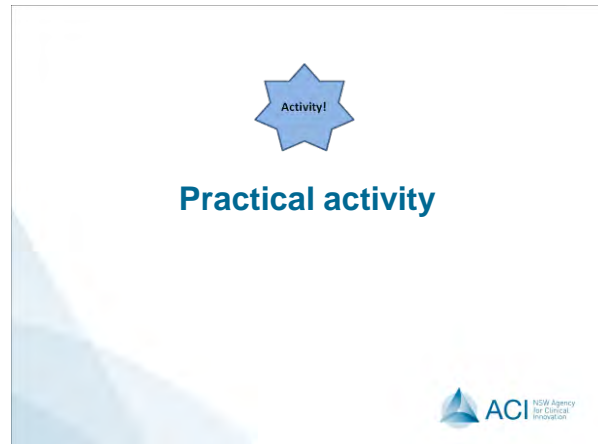 Activity!
Practical activity
ACI NSW Agency
for Clinical
Innovation